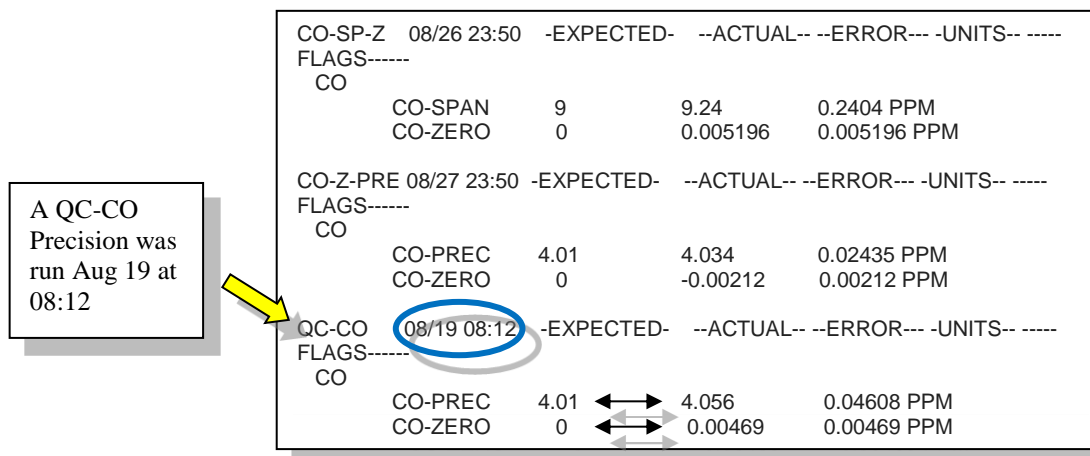 CO-SP-Z 08/26 23:50 -EXPECTED- --ACTUAL-- --ERROR--- -UNITS-- -----
FLAGS------
CO
CO-SPAN 9 9.24 0.2404 PPM
CO-ZERO 0 0.005196 0.005196 PPM
CO-Z-PRE 08/27 23:50 -EXPECTED- --ACTUAL-- --ERROR--- -UNITS-- -----
FLAGS------
CO
CO-PREC 4.01 4.034 0.02435 PPM
CO-ZERO 0 -0.00212 0.00212 PPM
A QC-CO
Precision was
run Aug 19 at
08:12
QC-CO 08/19 08:12 -EXPECTED- --ACTUAL-- --ERROR--- -UNITS-- -----
FLAGS------
CO
CO-PREC 4.01 4.056 0.04608 PPM
CO-ZERO 0 0.00469 0.00469 PPM